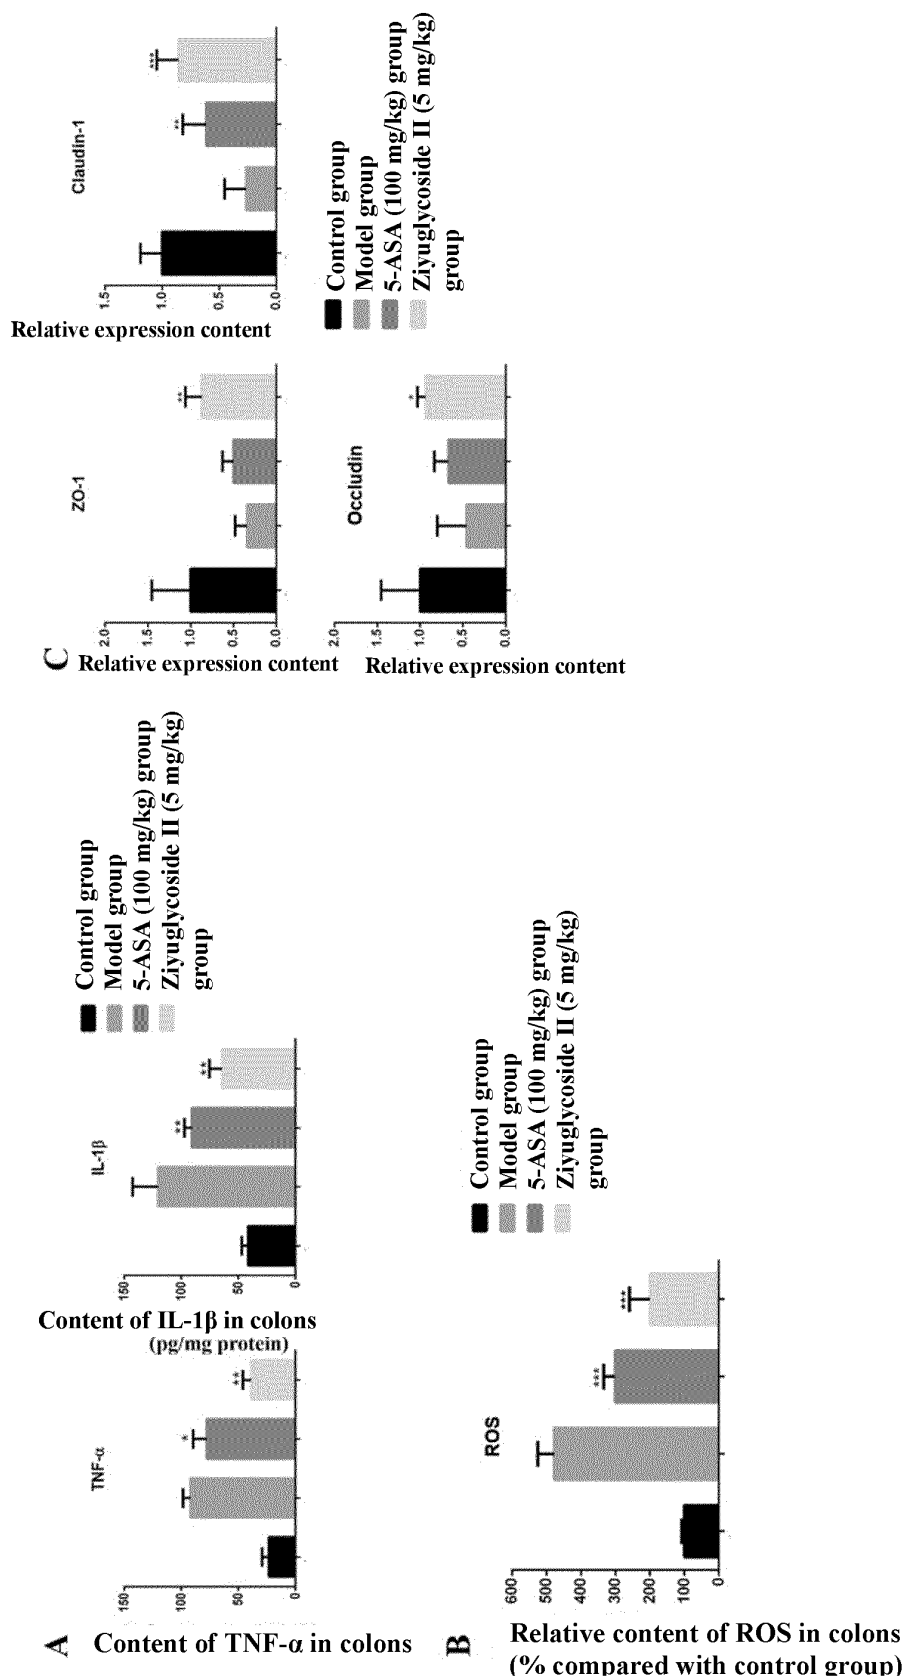 A
Content of TNF-α in colons
TNF-α
150
100
50
0
*
**
Content of IL-1β in colons
(pg/mg protein)
IL-1β
150
100
50
0
**
**
Control group
Model group
5-ASA (100 mg/kg) group
Ziyuglycoside II (5 mg/kg)
group
B
Relative content of ROS in colons
(% compared with control group)
ROS
600
500
400
300
200
100
0
***
***
Control group
Model group
5-ASA (100 mg/kg) group
Ziyuglycoside II (5 mg/kg)
group
C
Relative expression content
ZO-1
2.0
1.5
1.0
0.5
0.0
**
Relative expression content
Claudin-1
1.5
1.0
0.5
0.0
**
***
Relative expression content
Occludin
2.0
1.5
1.0
0.5
0.0
*
Control group
Model group
5-ASA (100 mg/kg) group
Ziyuglycoside II (5 mg/kg)
group